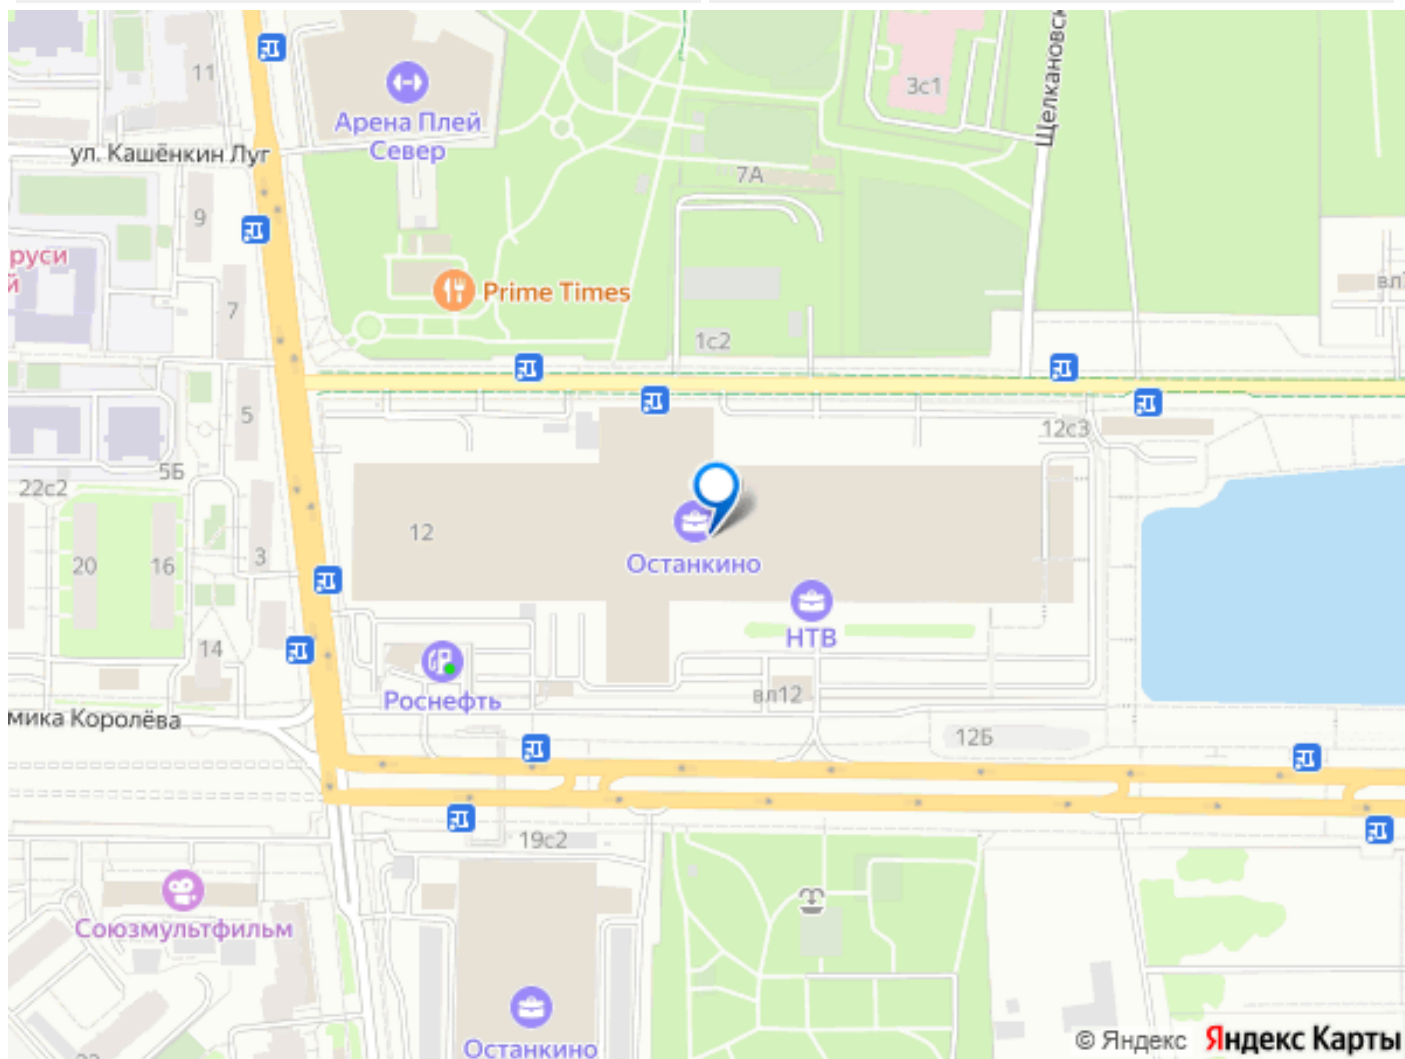 11
Арена Плей
Север
3с1
Щелкановск
ул. Кашёнкин Луг
7А
9
руси
й
7
Prime Times
вл
1с2
5
12с3
5Б
22с2
12
20
16
3
Останкино
НТВ
14
Роснефть
вл12
мика Королёва
12Б
19с2
Союзмультфильм
Останкино
© Яндекс Яндекс Карты